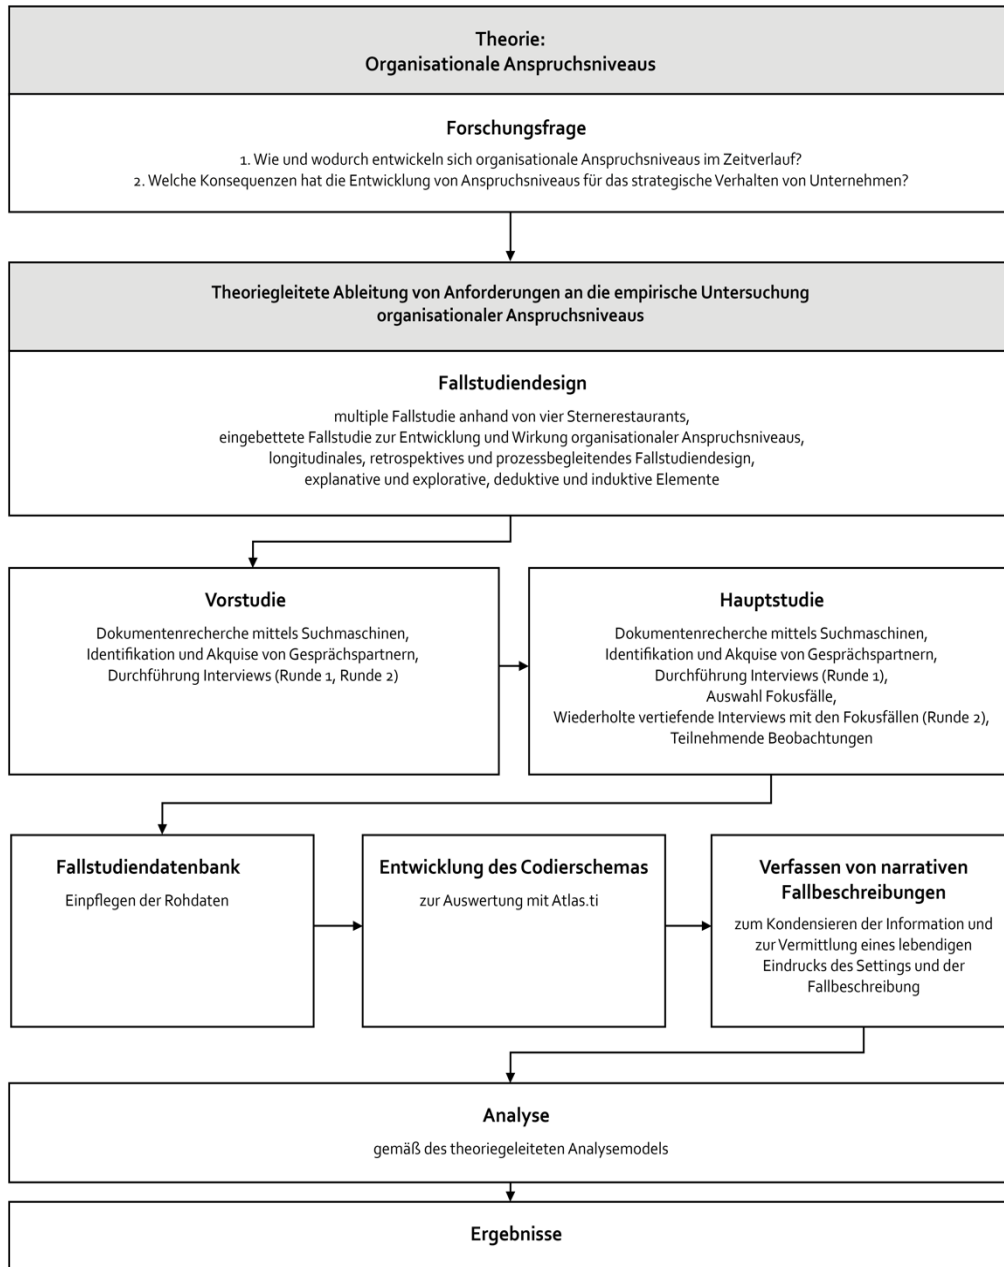 Theorie:
Organisationale Anspruchsniveaus
Forschungsfrage
1. Wie und wodurch entwickeln sich organisationale Anspruchsniveaus im Zeitverlauf?
2. Welche Konsequenzen hat die Entwicklung von Anspruchsniveaus für das strategische Verhalten von Unternehmen?
Theoriegleitete Ableitung von Anforderungen an die empirische Untersuchung
organisationaler Anspruchsniveaus
Fallstudiendesign
multiple Fallstudie anhand von vier Sternerestaurants,
eingebettete Fallstudie zur Entwicklung und Wirkung organisationaler Anspruchsniveaus,
longitudinales, retrospektives und prozessbegleitendes Fallstudiendesign,
explanative und explorative, deduktive und induktive Elemente
Vorstudie
Dokumentenrecherche mittels Suchmaschinen,
Identifikation und Akquise von Gesprächspartnern,
Durchführung Interviews (Runde 1, Runde 2)
Hauptstudie
Dokumentenrecherche mittels Suchmaschinen,
Identifikation und Akquise von Gesprächspartnern,
Durchführung Interviews (Runde 1),
Auswahl Fokusfälle,
Wiederholte vertiefende Interviews mit den Fokusfällen (Runde 2),
Teilnehmende Beobachtungen
Fallstudiendatenbank
Einpflegen der Rohdaten
Entwicklung des Codierschemas
zur Auswertung mit Atlas.ti
Verfassen von narrativen
Fallbeschreibungen
zum Kondensieren der Information und
zur Vermittlung eines lebendigen
Eindrucks des Settings und der
Fallbeschreibung
Analyse
gemäß des theoriegeleiteten Analysemodels
Ergebnisse